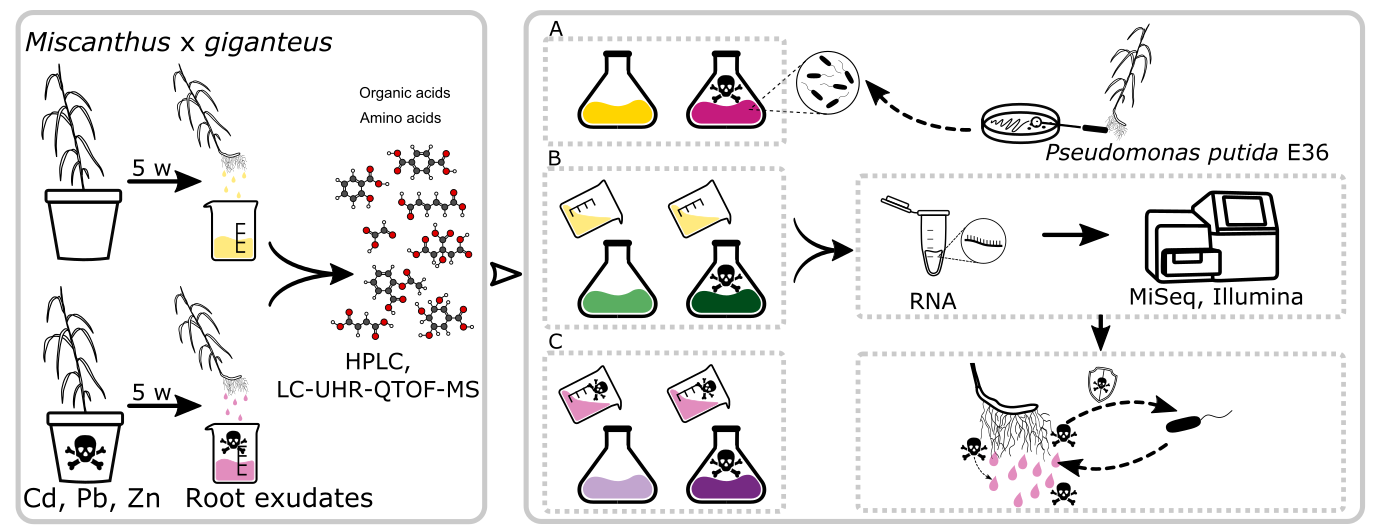 Miscanthus x giganteus
5 w
Organic acids
Amino acids
HPLC,
LC-UHR-QTOF-MS
5 w
Cd, Pb, Zn
Root exudates
A
Pseudomonas putida E36
B
RNA
MiSeq, Illumina
C